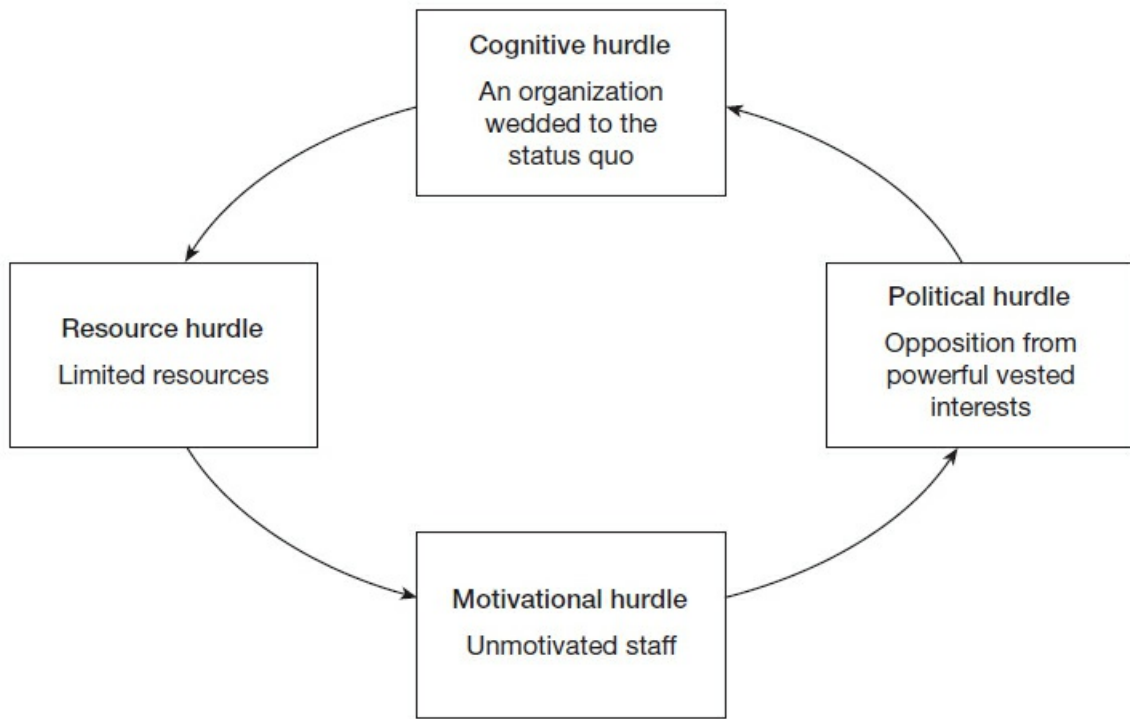 Cognitive hurdle
An organization
wedded to the
status quo
Resource hurdle
Limited resources
Political hurdle
Opposition from
powerful vested
interests
Motivational hurdle
Unmotivated staff